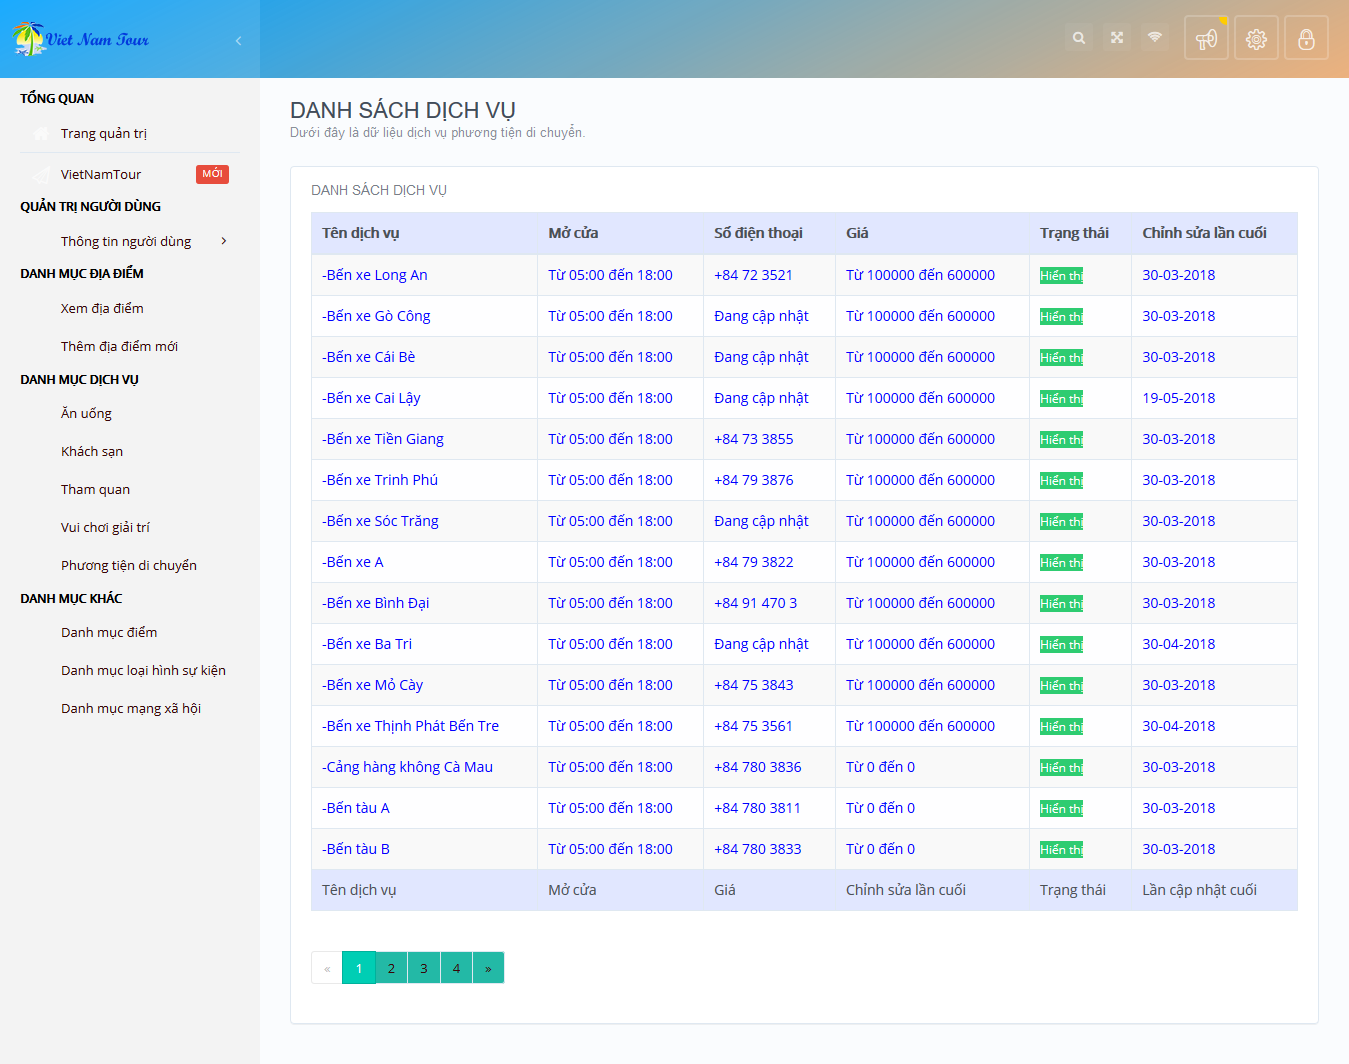 Viet Nam Tour
TỔNG QUAN
Trang quản trị
VietNamTour MỚI
QUẢN TRỊ NGƯỜI DÙNG
Thông tin người dùng
DANH MỤC ĐỊA ĐIỂM
Xem địa điểm
Thêm địa điểm mới
DANH MỤC DỊCH VỤ
Ăn uống
Khách sạn
Tham quan
Vui chơi giải trí
Phương tiện di chuyển
DANH MỤC KHÁC
Danh mục điểm
Danh mục loại hình sự kiện
Danh mục mạng xã hội
DANH SÁCH DỊCH VỤ
Dưới đây là dữ liệu dịch vụ phương tiện di chuyển.
DANH SÁCH DỊCH VỤ
Tên dịch vụ Mở cửa Số điện thoại Giá Trạng thái Chỉnh sửa lần cuối
-Bến xe Long An Từ 05:00 đến 18:00 +84 72 3521 Từ 100000 đến 600000 Hiển thị 30-03-2018
-Bến xe Gò Công Từ 05:00 đến 18:00 Đang cập nhật Từ 100000 đến 600000 Hiển thị 30-03-2018
-Bến xe Cái Bè Từ 05:00 đến 18:00 Đang cập nhật Từ 100000 đến 600000 Hiển thị 30-03-2018
-Bến xe Cai Lậy Từ 05:00 đến 18:00 Đang cập nhật Từ 100000 đến 600000 Hiển thị 19-05-2018
-Bến xe Tiền Giang Từ 05:00 đến 18:00 +84 73 3855 Từ 100000 đến 600000 Hiển thị 30-03-2018
-Bến xe Trinh Phú Từ 05:00 đến 18:00 +84 79 3876 Từ 100000 đến 600000 Hiển thị 30-03-2018
-Bến xe Sóc Trăng Từ 05:00 đến 18:00 Đang cập nhật Từ 100000 đến 600000 Hiển thị 30-03-2018
-Bến xe A Từ 05:00 đến 18:00 +84 79 3822 Từ 100000 đến 600000 Hiển thị 30-03-2018
-Bến xe Bình Đại Từ 05:00 đến 18:00 +84 91 470 3 Từ 100000 đến 600000 Hiển thị 30-03-2018
-Bến xe Ba Tri Từ 05:00 đến 18:00 Đang cập nhật Từ 100000 đến 600000 Hiển thị 30-04-2018
-Bến xe Mỏ Cày Từ 05:00 đến 18:00 +84 75 3843 Từ 100000 đến 600000 Hiển thị 30-03-2018
-Bến xe Thịnh Phát Bến Tre Từ 05:00 đến 18:00 +84 75 3561 Từ 100000 đến 600000 Hiển thị 30-04-2018
-Cảng hàng không Cà Mau Từ 05:00 đến 18:00 +84 780 3836 Từ 0 đến 0 Hiển thị 30-03-2018
-Bến tàu A Từ 05:00 đến 18:00 +84 780 3811 Từ 0 đến 0 Hiển thị 30-03-2018
-Bến tàu B Từ 05:00 đến 18:00 +84 780 3833 Từ 0 đến 0 Hiển thị 30-03-2018
Tên dịch vụ Mở cửa Giá Chỉnh sửa lần cuối Trạng thái Lần cập nhật cuối
« 1 2 3 4 »